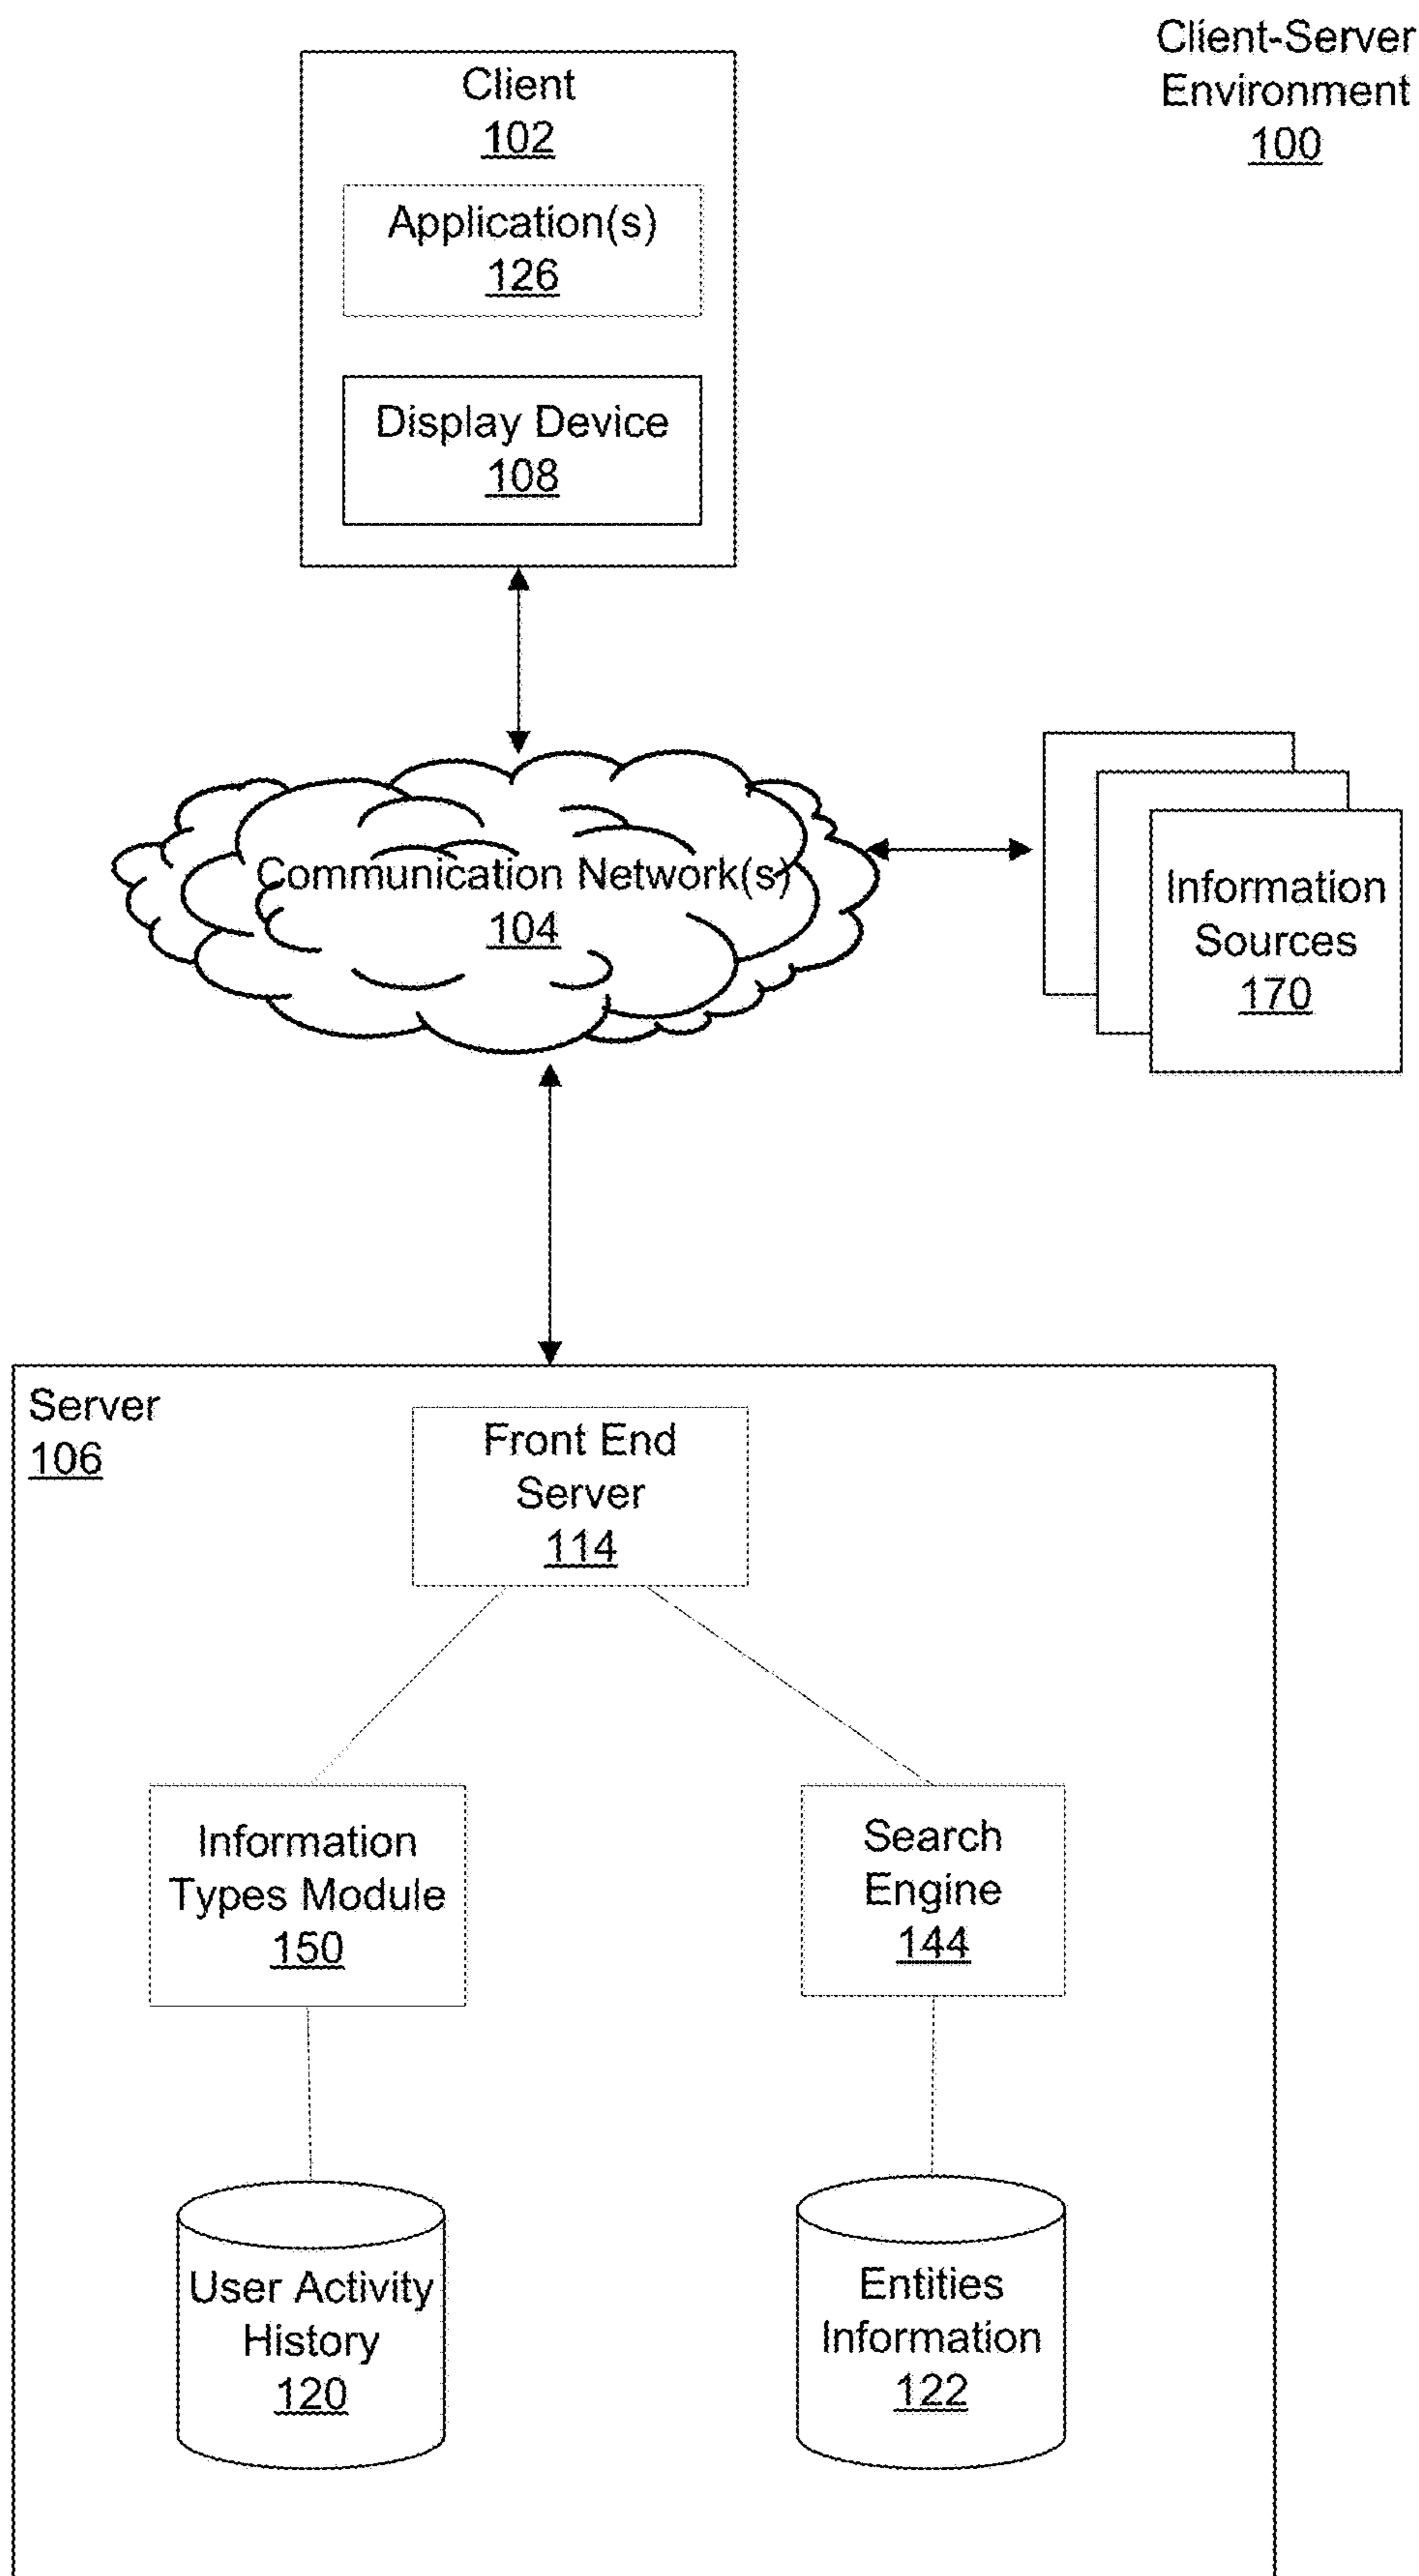 Client-Server
Environment
100
Client
102
Application(s)
126
Display Device
108
Communication Network(s)
104
Information
Sources
170
Server
106
Front End
Server
114
Information
Types Module
150
Search
Engine
144
User Activity
History
120
Entities
Information
122